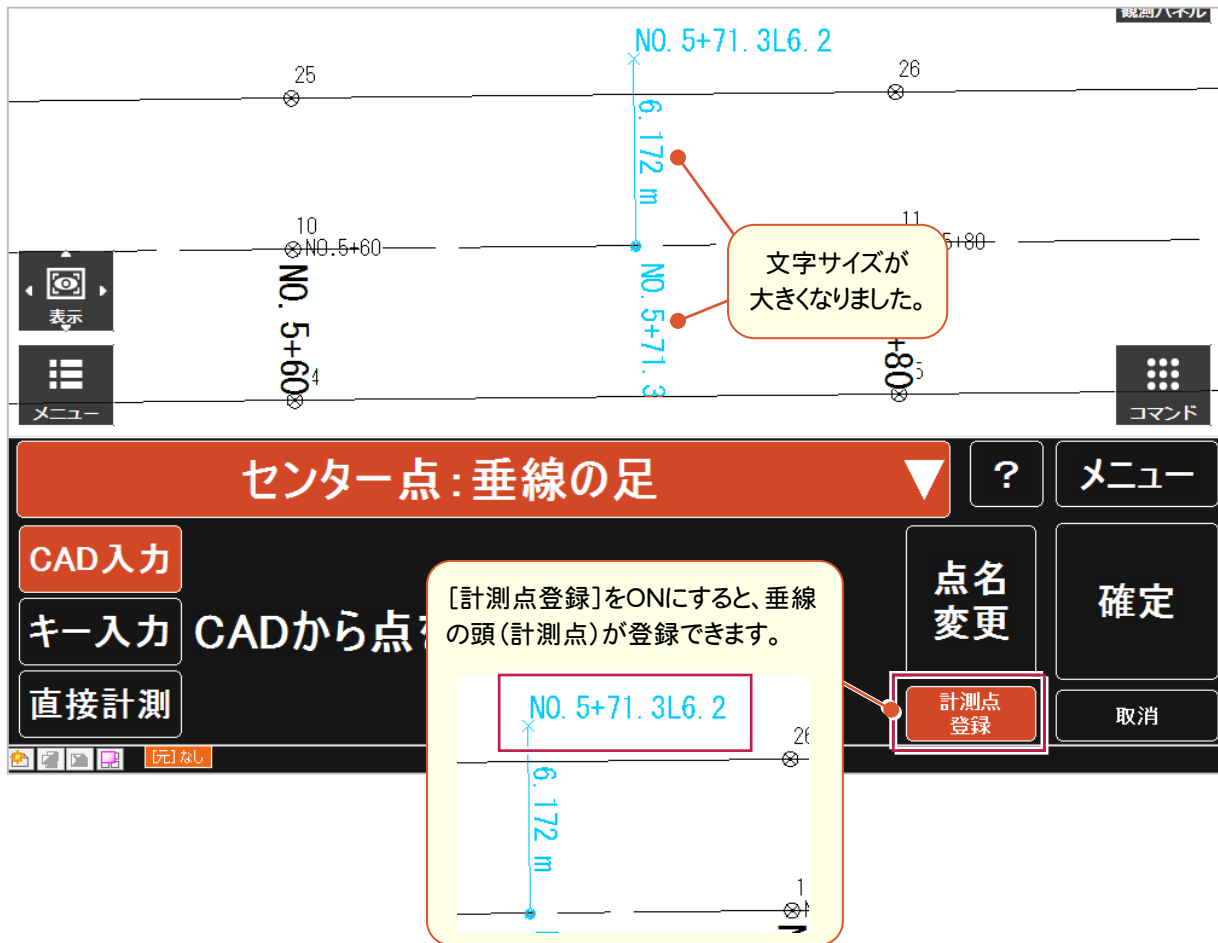 観測パネル
NO. 5+71. 3L6. 2
25
26
6. 172 m
10
NO.5+60
11
5+80
文字サイズが
大きくなりました。
表示
NO. 5+60
NO. 5+71. 3
+80
4
5
メニュー
コマンド
センター点:垂線の足
?
メニュー
CAD入力
キー入力
直接計測
CADから点を
点名
変更
確定
計測点
登録
取消
[元]なし
[計測点登録]をONにすると、垂線
の頭(計測点)が登録できます。
NO. 5+71. 3L6. 2
26
6. 172 m
1